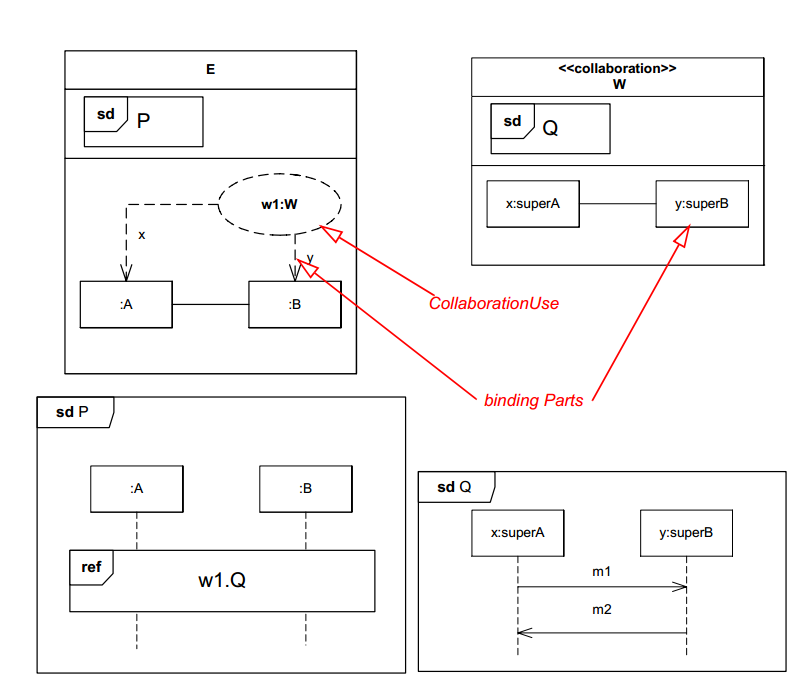 E
sd P
w1:W
x
y
:A
:B
<<collaboration>>
W
sd Q
x:superA
y:superB
CollaborationUse
binding Parts
sd P
:A
:B
ref
w1.Q
sd Q
x:superA
y:superB
m1
m2